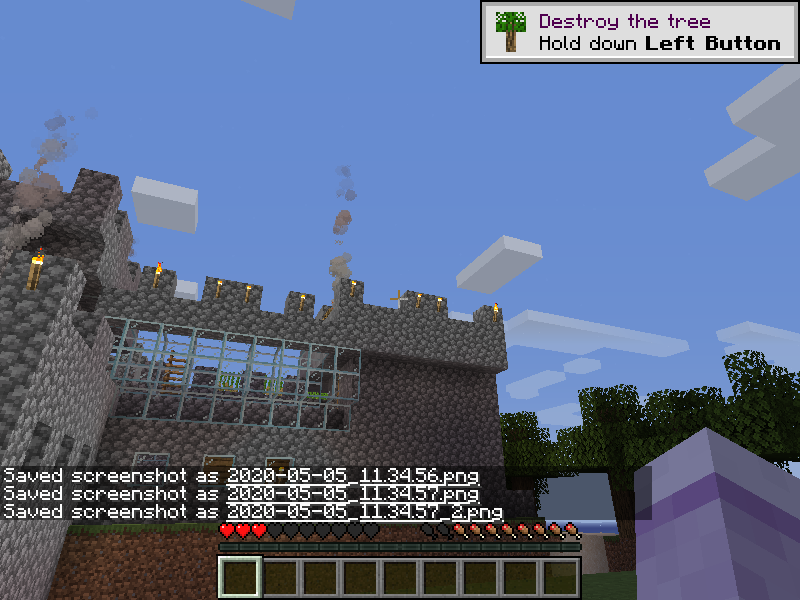 Destroy the tree
Hold down Left Button
Saved screenshot as 2020-05-05_11.34.56.png
Saved screenshot as 2020-05-05_11.34.57.png
Saved screenshot as 2020-05-05_11.34.57_2.png